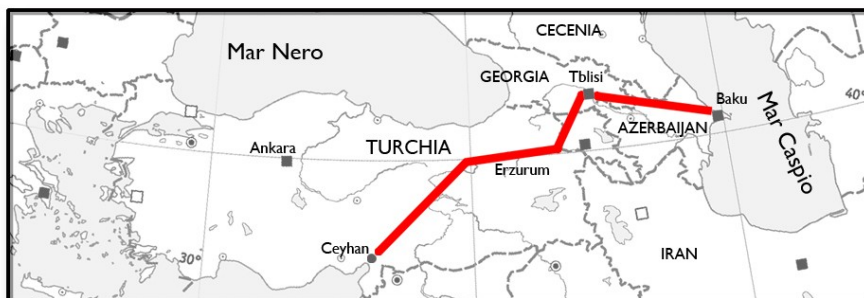 CECENIA
Mar Nero
GEORGIA
Tblisi
Baku
40°
Mar Caspio
AZERBAIJAN
TURCHIA
Ankara
Erzurum
Ceyhan
30°
IRAN